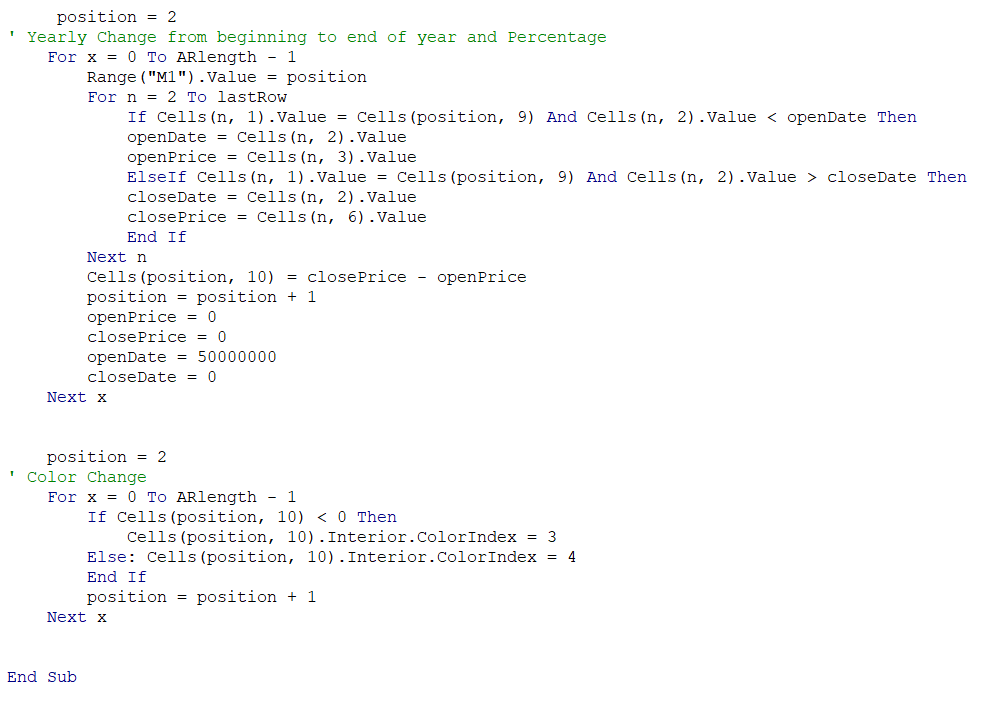 position = 2
' Yearly Change from beginning to end of year and Percentage
For x = 0 To ARlength - 1
Range("M1").Value = position
For n = 2 To lastRow
If Cells(n, 1).Value = Cells(position, 9) And Cells(n, 2).Value < openDate Then
openDate = Cells(n, 2).Value
openPrice = Cells(n, 3).Value
ElseIf Cells(n, 1).Value = Cells(position, 9) And Cells(n, 2).Value > closeDate Then
closeDate = Cells(n, 2).Value
closePrice = Cells(n, 6).Value
End If
Next n
Cells(position, 10) = closePrice - openPrice
position = position + 1
openPrice = 0
closePrice = 0
openDate = 50000000
closeDate = 0
Next x
position = 2
' Color Change
For x = 0 To ARlength - 1
If Cells(position, 10) < 0 Then
Cells(position, 10).Interior.ColorIndex = 3
Else: Cells(position, 10).Interior.ColorIndex = 4
End If
position = position + 1
Next x
End Sub